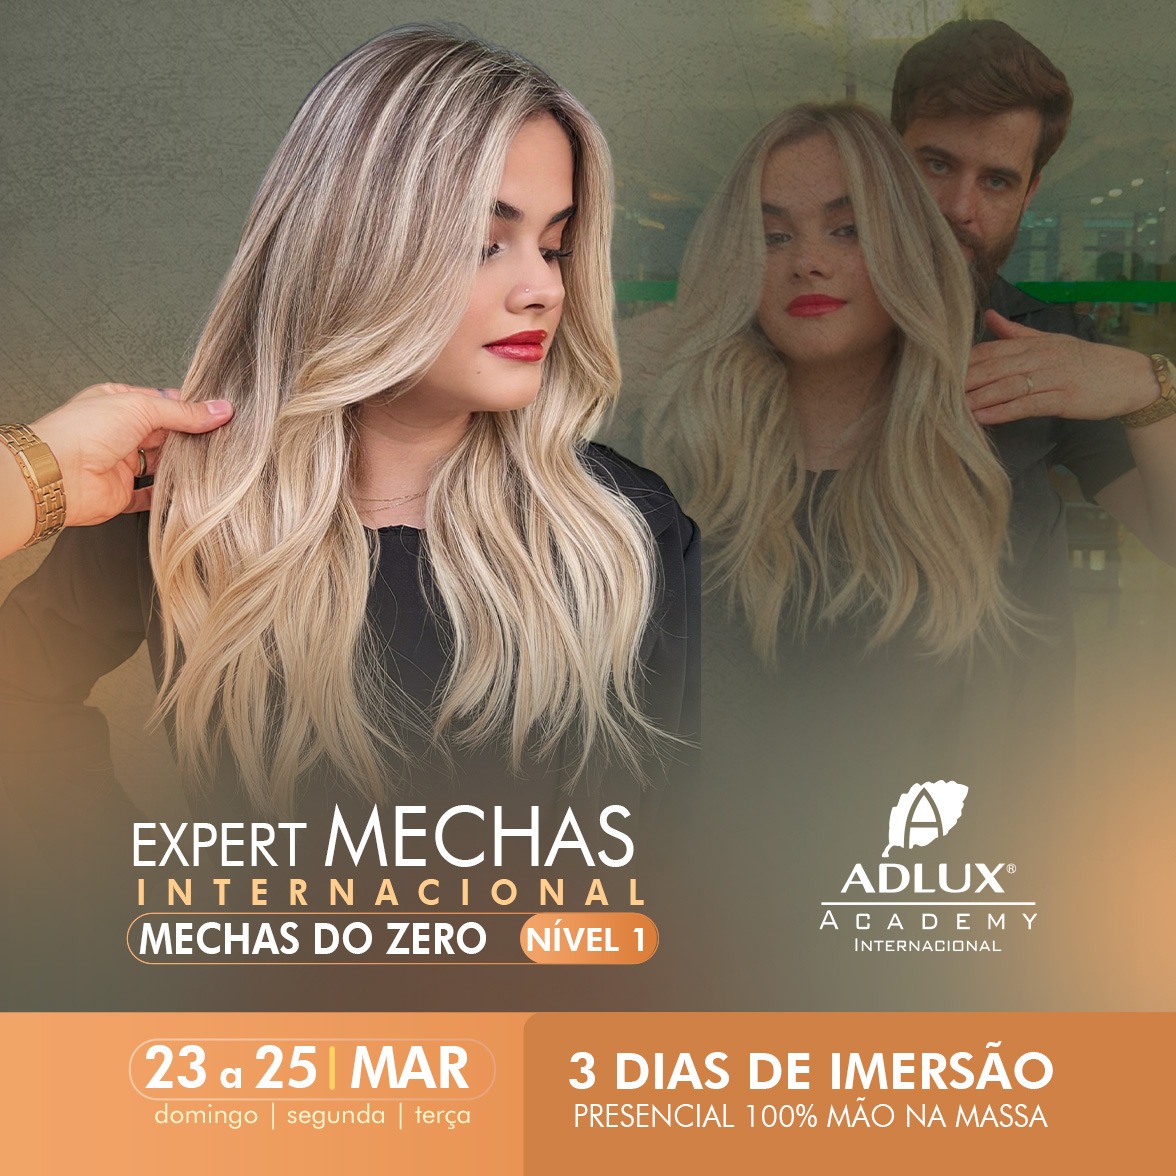 EXPERT MECHAS
INTERNACIONAL
MECHAS DO ZERO NÍVEL 1
A
ADLUX®
ACADEMY
INTERNACIONAL
23 a 25 | MAR
domingo | segunda | terça
3 DIAS DE IMERSÃO
PRESENCIAL 100% MÃO NA MASSA